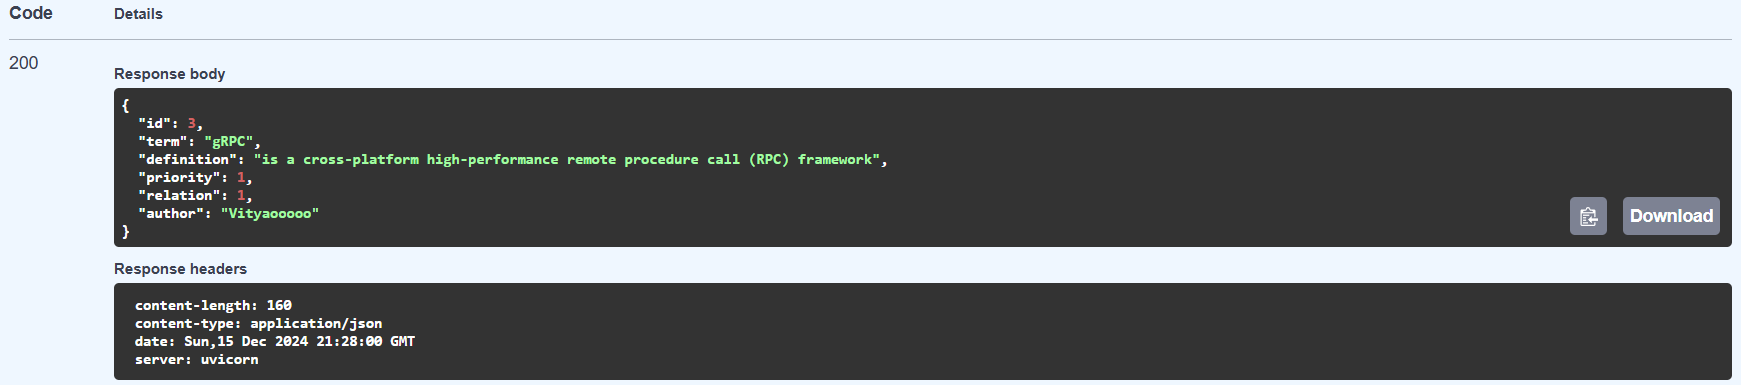 Code Details
200
Response body
{
  "id": 3,
  "term": "gRPC",
  "definition": "is a cross-platform high-performance remote procedure call (RPC) framework",
  "priority": 1,
  "relation": 1,
  "author": "Vityaooooo"
}
Download
Response headers
content-length: 160
content-type: application/json
date: Sun,15 Dec 2024 21:28:00 GMT
server: uvicorn